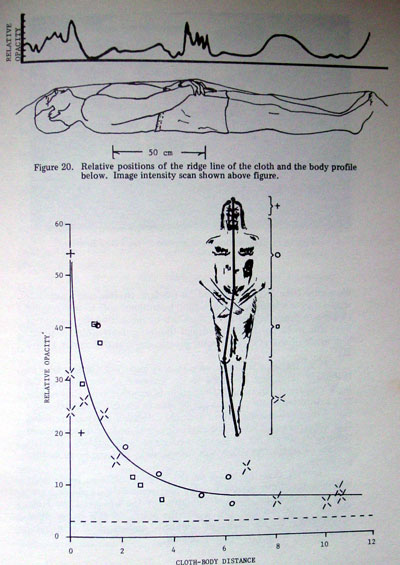 RELATIVE
OPACITY
50 cm
Figure 20. Relative positions of the ridge line of the cloth and the body profile
below. Image intensity scan shown above figure.
60
50
40
30
20
10
0
RELATIVE OPACITY
0 2 4 6 8 10 12
CLOTH-BODY DISTANCE